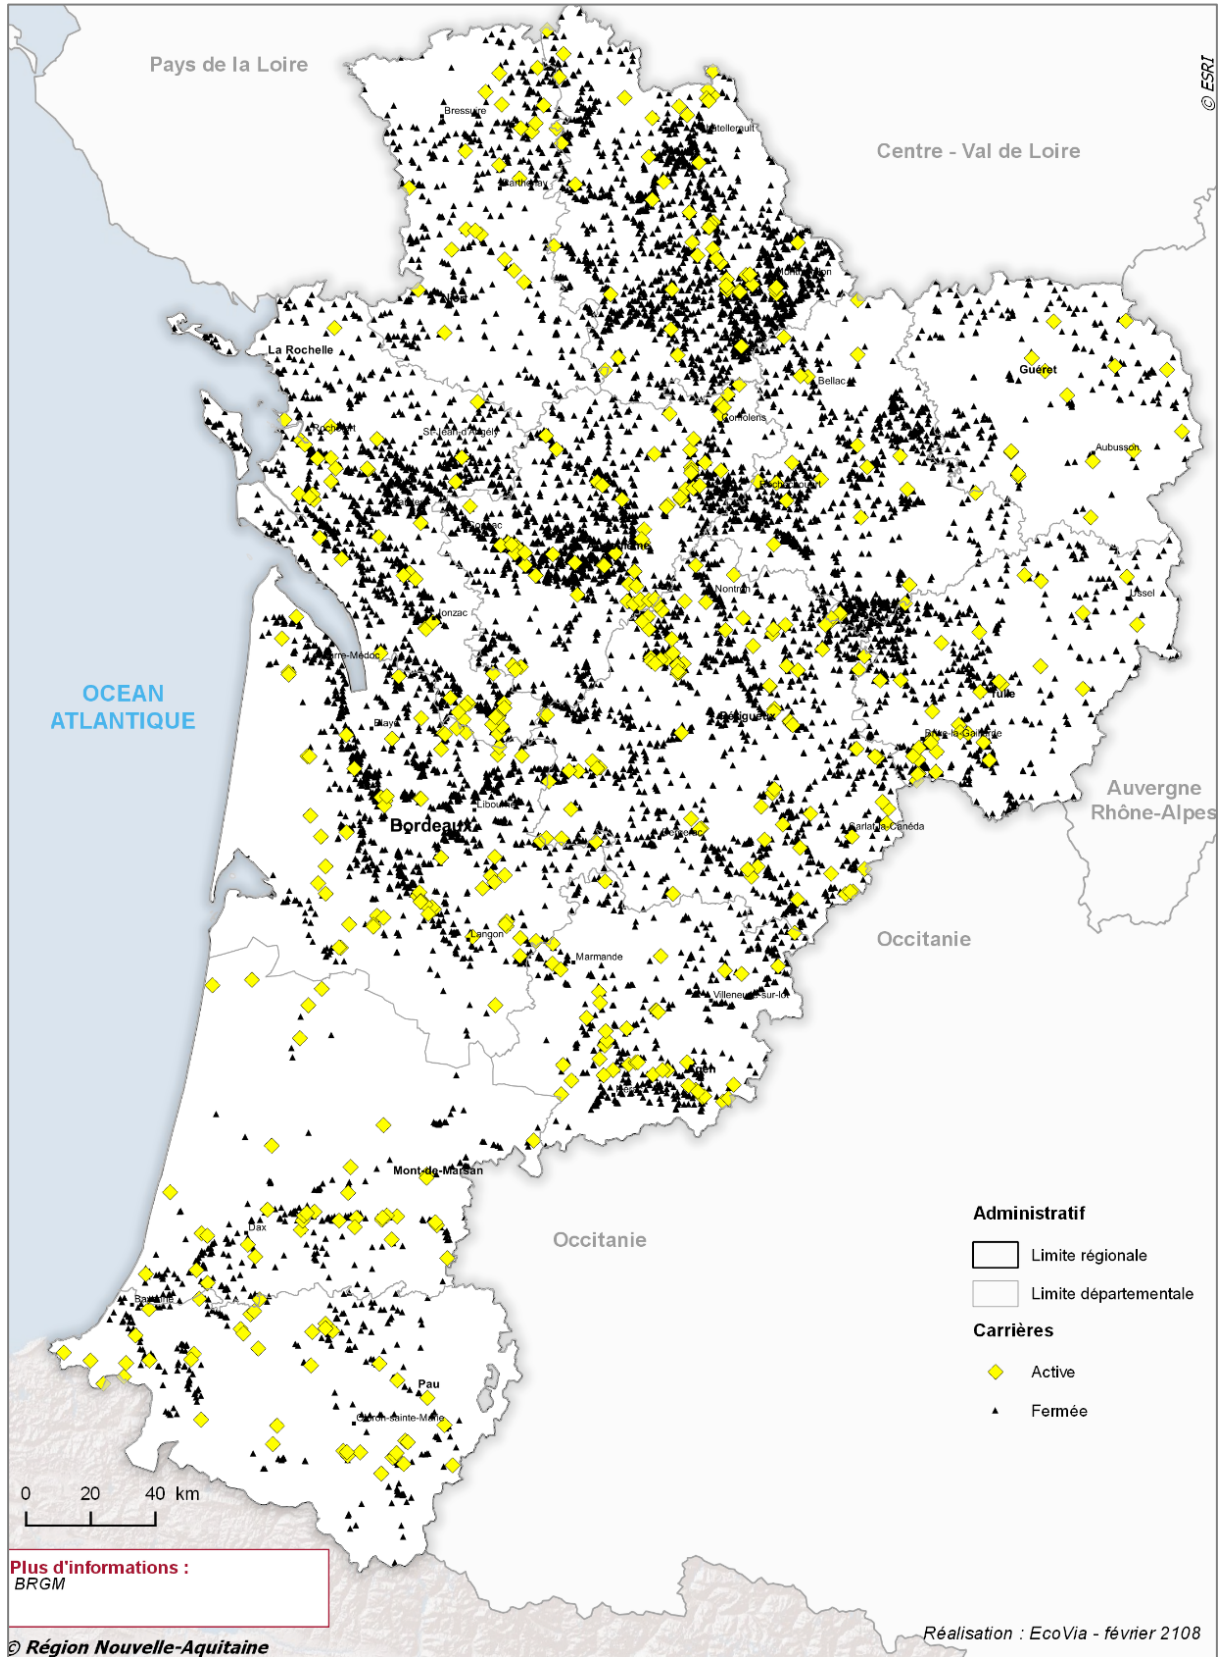 Pays de la Loire
© ESRI
Bressuire
Centre - Val de Loire
Parthenay
La Rochelle
Guéret
Bellac
Confolens
Rochefort
St-Jean-d'Angély
Aubusson
Rochechouart
Cognac
Nontron
Ussel
Jonzac
OCEAN
ATLANTIQUE
Tulle
Périgueux
Blaye
Brive-la-Gaillarde
Auvergne
Rhône-Alpes
Libourne
Bordeaux
Bergerac
Sarlat-la-Canéda
Occitanie
Langon
Marmande
Villeneuve-sur-lot
Agen
Mont-de-Marsan
Dax
Occitanie
Administratif
Limite régionale
Limite départementale
Bayonne
Carrières
Active
Pau
Fermée
Oloron-sainte-Marie
0 20 40 km
Plus d'informations :
BRGM
Réalisation : EcoVia - février 2108
© Région Nouvelle-Aquitaine